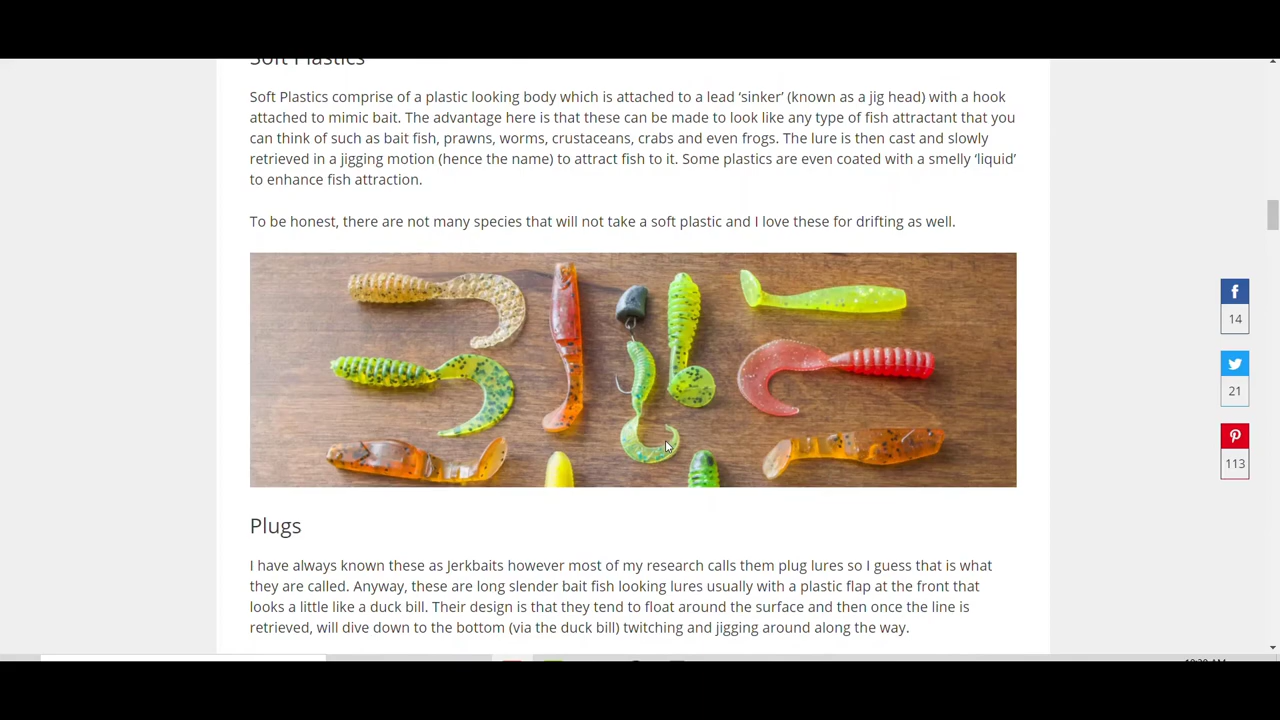 Soft Plastics
Soft Plastics comprise of a plastic looking body which is attached to a lead ‘sinker’ (known as a jig head) with a hook
attached to mimic bait. The advantage here is that these can be made to look like any type of fish attractant that you
can think of such as bait fish, prawns, worms, crustaceans, crabs and even frogs. The lure is then cast and slowly
retrieved in a jigging motion (hence the name) to attract fish to it. Some plastics are even coated with a smelly ‘liquid’
to enhance fish attraction.
To be honest, there are not many species that will not take a soft plastic and I love these for drifting as well.
14
21
113
Plugs
I have always known these as Jerkbaits however most of my research calls them plug lures so I guess that is what
they are called. Anyway, these are long slender bait fish looking lures usually with a plastic flap at the front that
looks a little like a duck bill. Their design is that they tend to float around the surface and then once the line is
retrieved, will dive down to the bottom (via the duck bill) twitching and jigging around along the way.